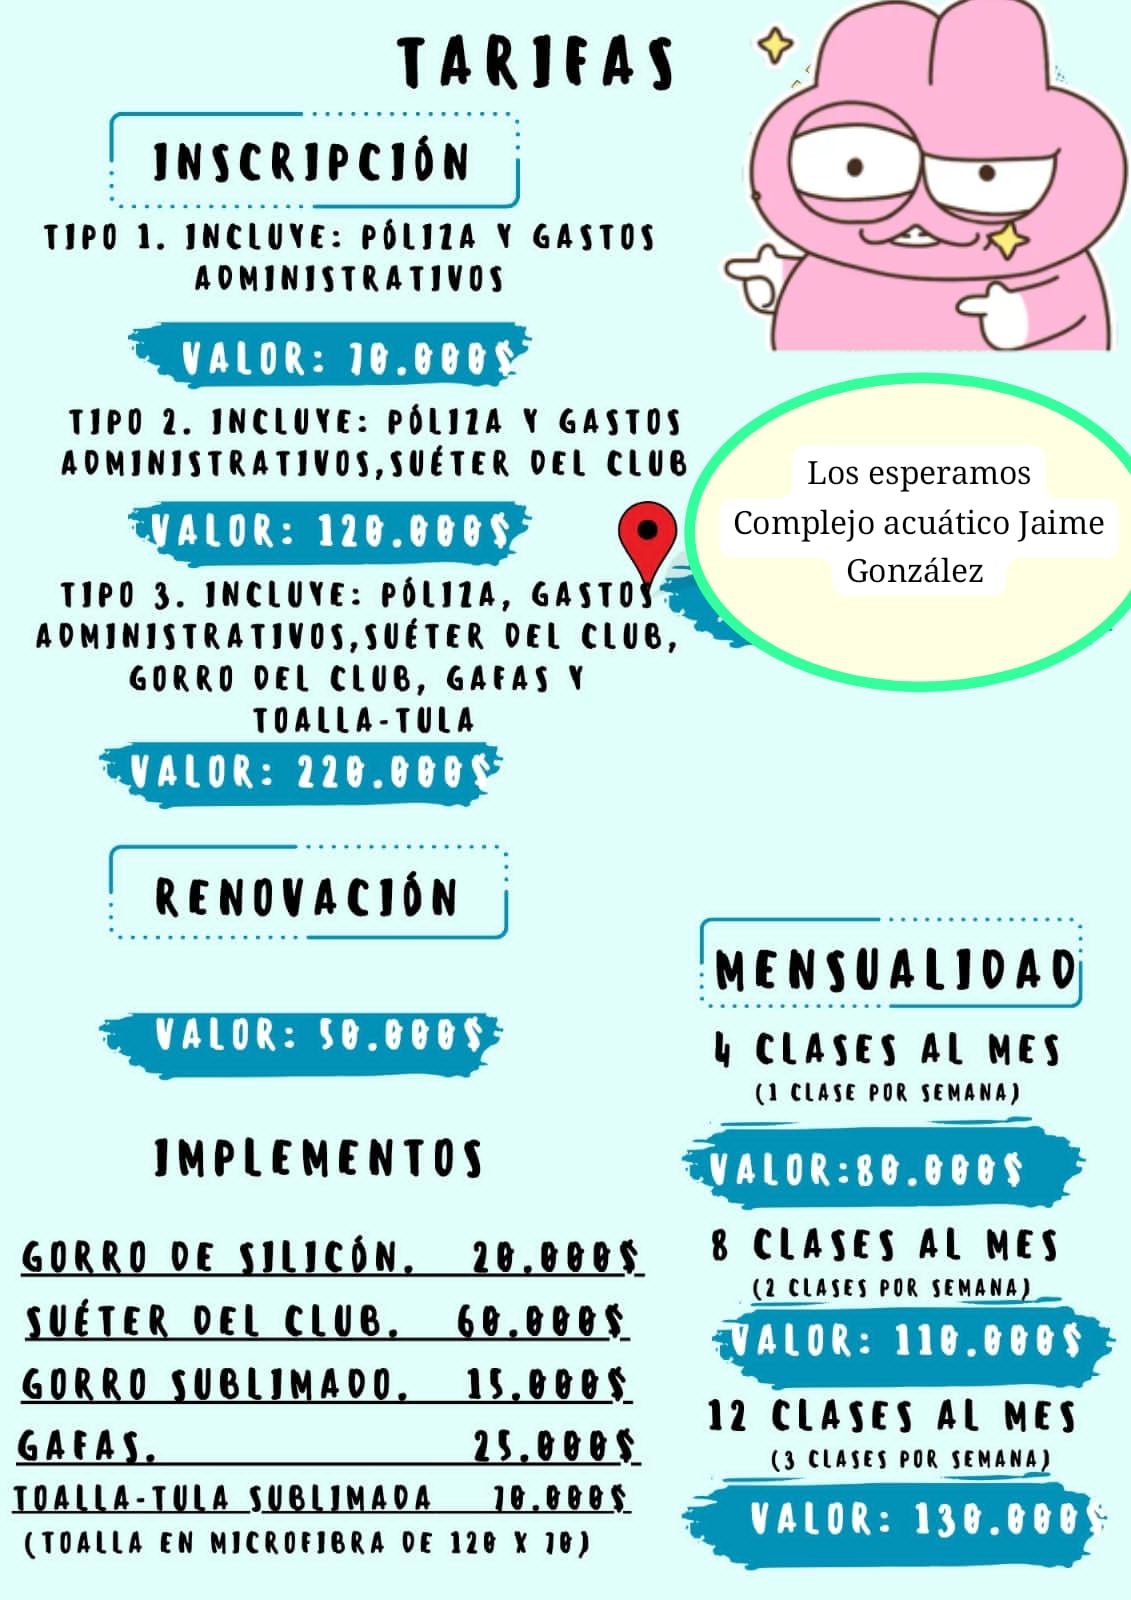 TARIFAS
INSCRIPCIÓN
TIPO 1. INCLUYE: PÓLIZA Y GASTOS
ADMINISTRATIVOS
VALOR: 70.000$
TIPO 2. INCLUYE: PÓLIZA Y GASTOS
ADMINISTRATIVOS,SUÉTER DEL CLUB
VALOR: 120.000$
TIPO 3. INCLUYE: PÓLIZA, GASTOS
ADMINISTRATIVOS,SUÉTER DEL CLUB,
GORRO DEL CLUB, GAFAS Y
TOALLA-TULA
VALOR: 220.000$
Los esperamos
Complejo acuático Jaime
González
RENOVACIÓN
VALOR: 50.000$
IMPLEMENTOS
GORRO DE SILICÓN. 20.000$
SUÉTER DEL CLUB. 60.000$
GORRO SUBLIMADO. 15.000$
GAFAS. 25.000$
TOALLA-TULA SUBLIMADA 70.000$
(TOALLA EN MICROFIBRA DE 120 X 70)
MENSUALIDAD
4 CLASES AL MES
(1 CLASE POR SEMANA)
VALOR:80.000$
8 CLASES AL MES
(2 CLASES POR SEMANA)
VALOR: 110.000$
12 CLASES AL MES
(3 CLASES POR SEMANA)
VALOR: 130.000$